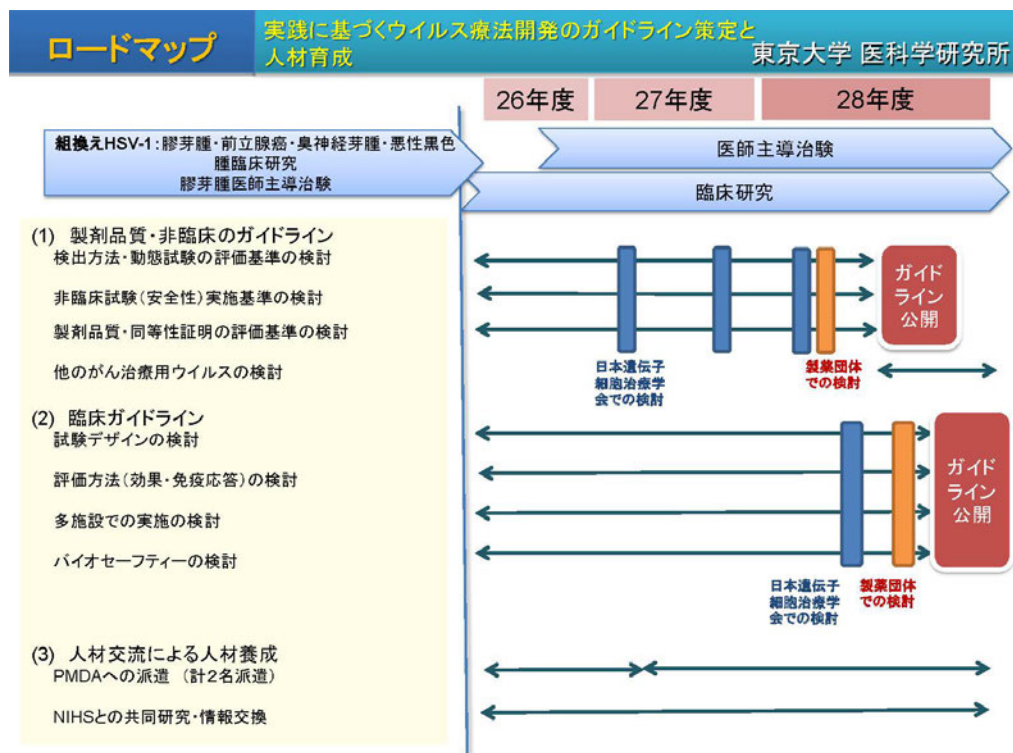 ロードマップ
実践に基づくウイルス療法開発のガイドライン策定と
人材育成
東京大学 医科学研究所
26年度
27年度
28年度
組換えHSV-1：膠芽腫・前立腺癌・臭神経芽腫・悪性黒色
腫臨床研究
膠芽腫医師主導治験
医師主導治験
臨床研究
(1) 製剤品質・非臨床のガイドライン
検出方法・動態試験の評価基準の検討
非臨床試験（安全性）実施基準の検討
製剤品質・同等性証明の評価基準の検討
他のがん治療用ウイルスの検討
ガイド
ライン
公開
日本遺伝子
細胞治療学
会での検討
製薬団体
での検討
(2) 臨床ガイドライン
試験デザインの検討
評価方法（効果・免疫応答）の検討
多施設での実施の検討
バイオセーフティーの検討
ガイド
ライン
公開
日本遺伝子
細胞治療学
会での検討
製薬団体
での検討
(3) 人材交流による人材養成
PMDAへの派遣 （計2名派遣）
NIHSとの共同研究・情報交換